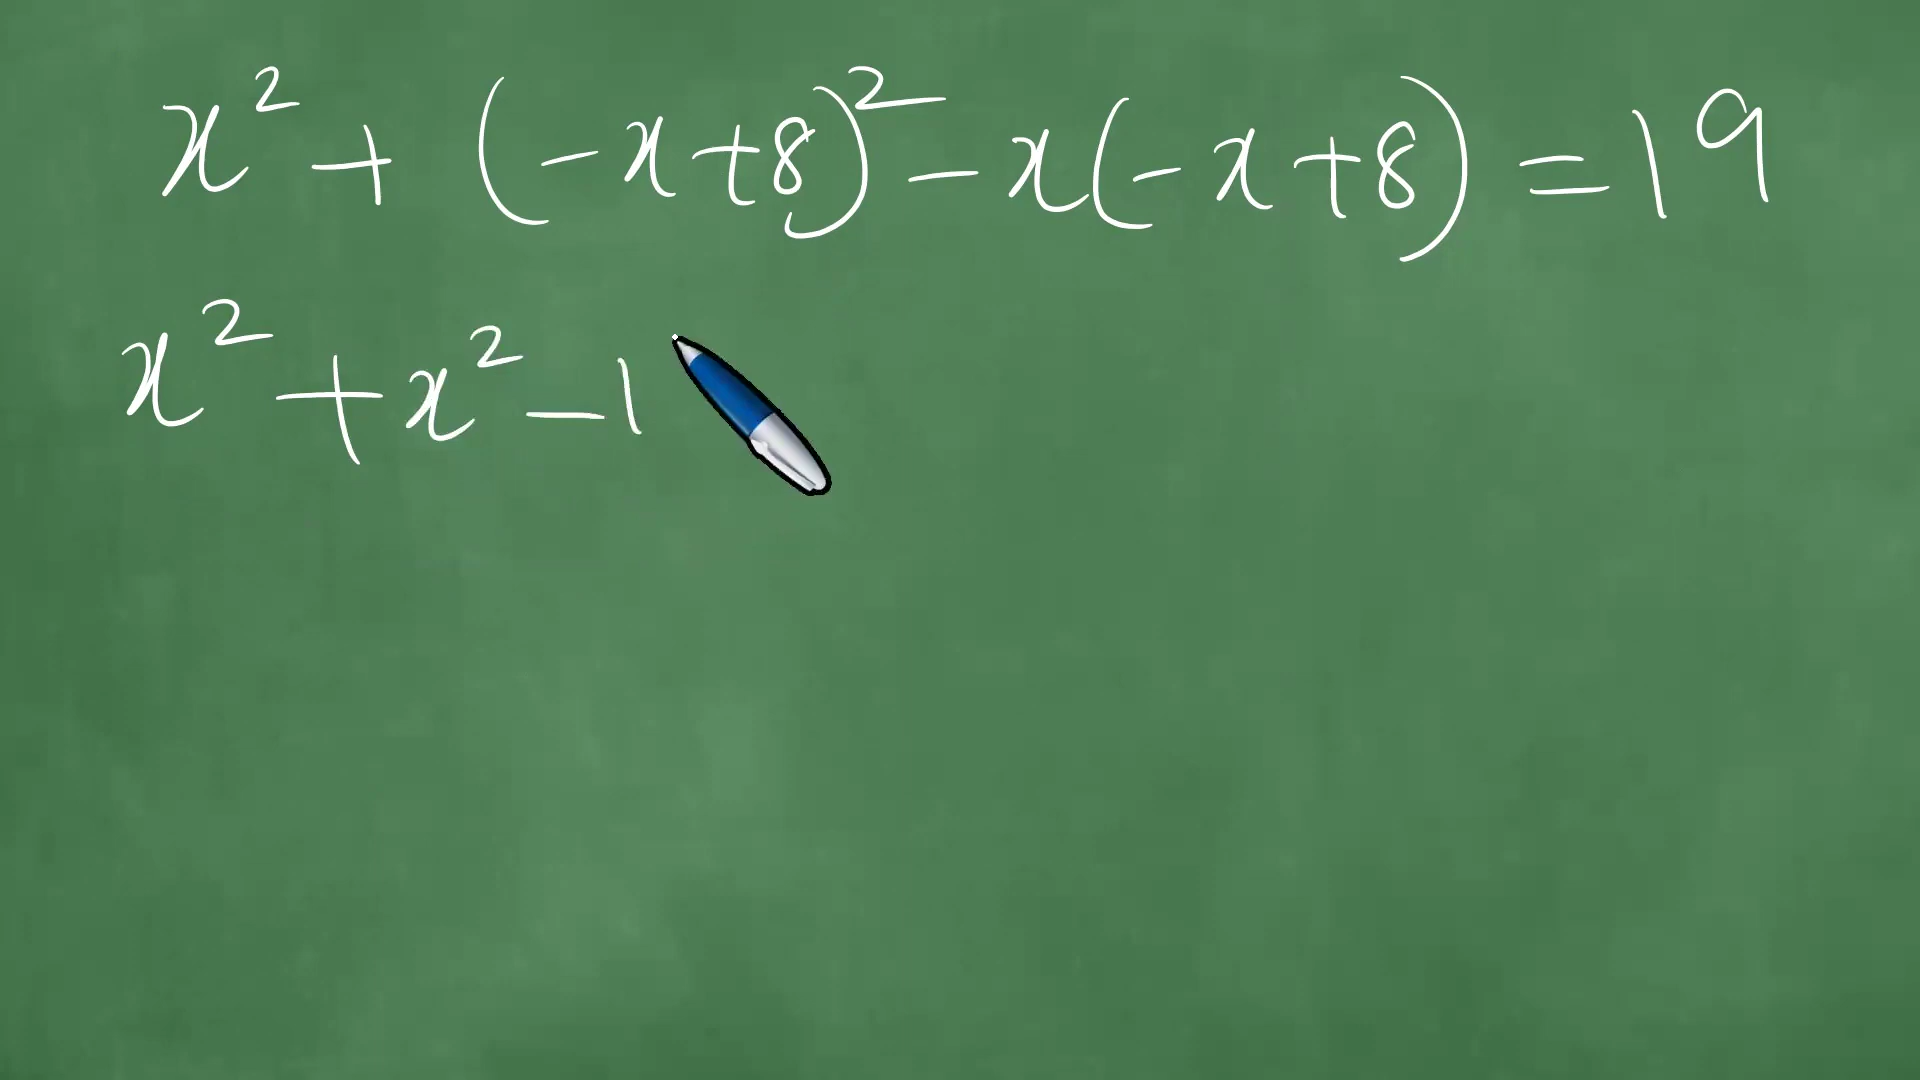 x² + (-x+8)² - x(-x+8) = 19
x² + x² - 1